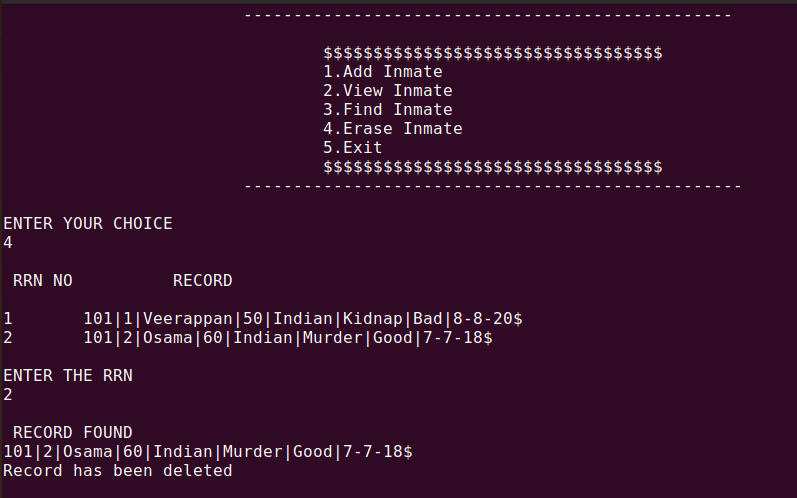 -------------------------------------------------
$$$$$$$$$$$$$$$$$$$$$$$$$$$$$$$$$$
1.Add Inmate
2.View Inmate
3.Find Inmate
4.Erase Inmate
5.Exit
$$$$$$$$$$$$$$$$$$$$$$$$$$$$$$$$$$
--------------------------------------------------
ENTER YOUR CHOICE
4
RRN NO          RECORD
1       101|1|Veerappan|50|Indian|Kidnap|Bad|8-8-20$
2       101|2|Osama|60|Indian|Murder|Good|7-7-18$
ENTER THE RRN
2
RECORD FOUND
101|2|Osama|60|Indian|Murder|Good|7-7-18$
Record has been deleted